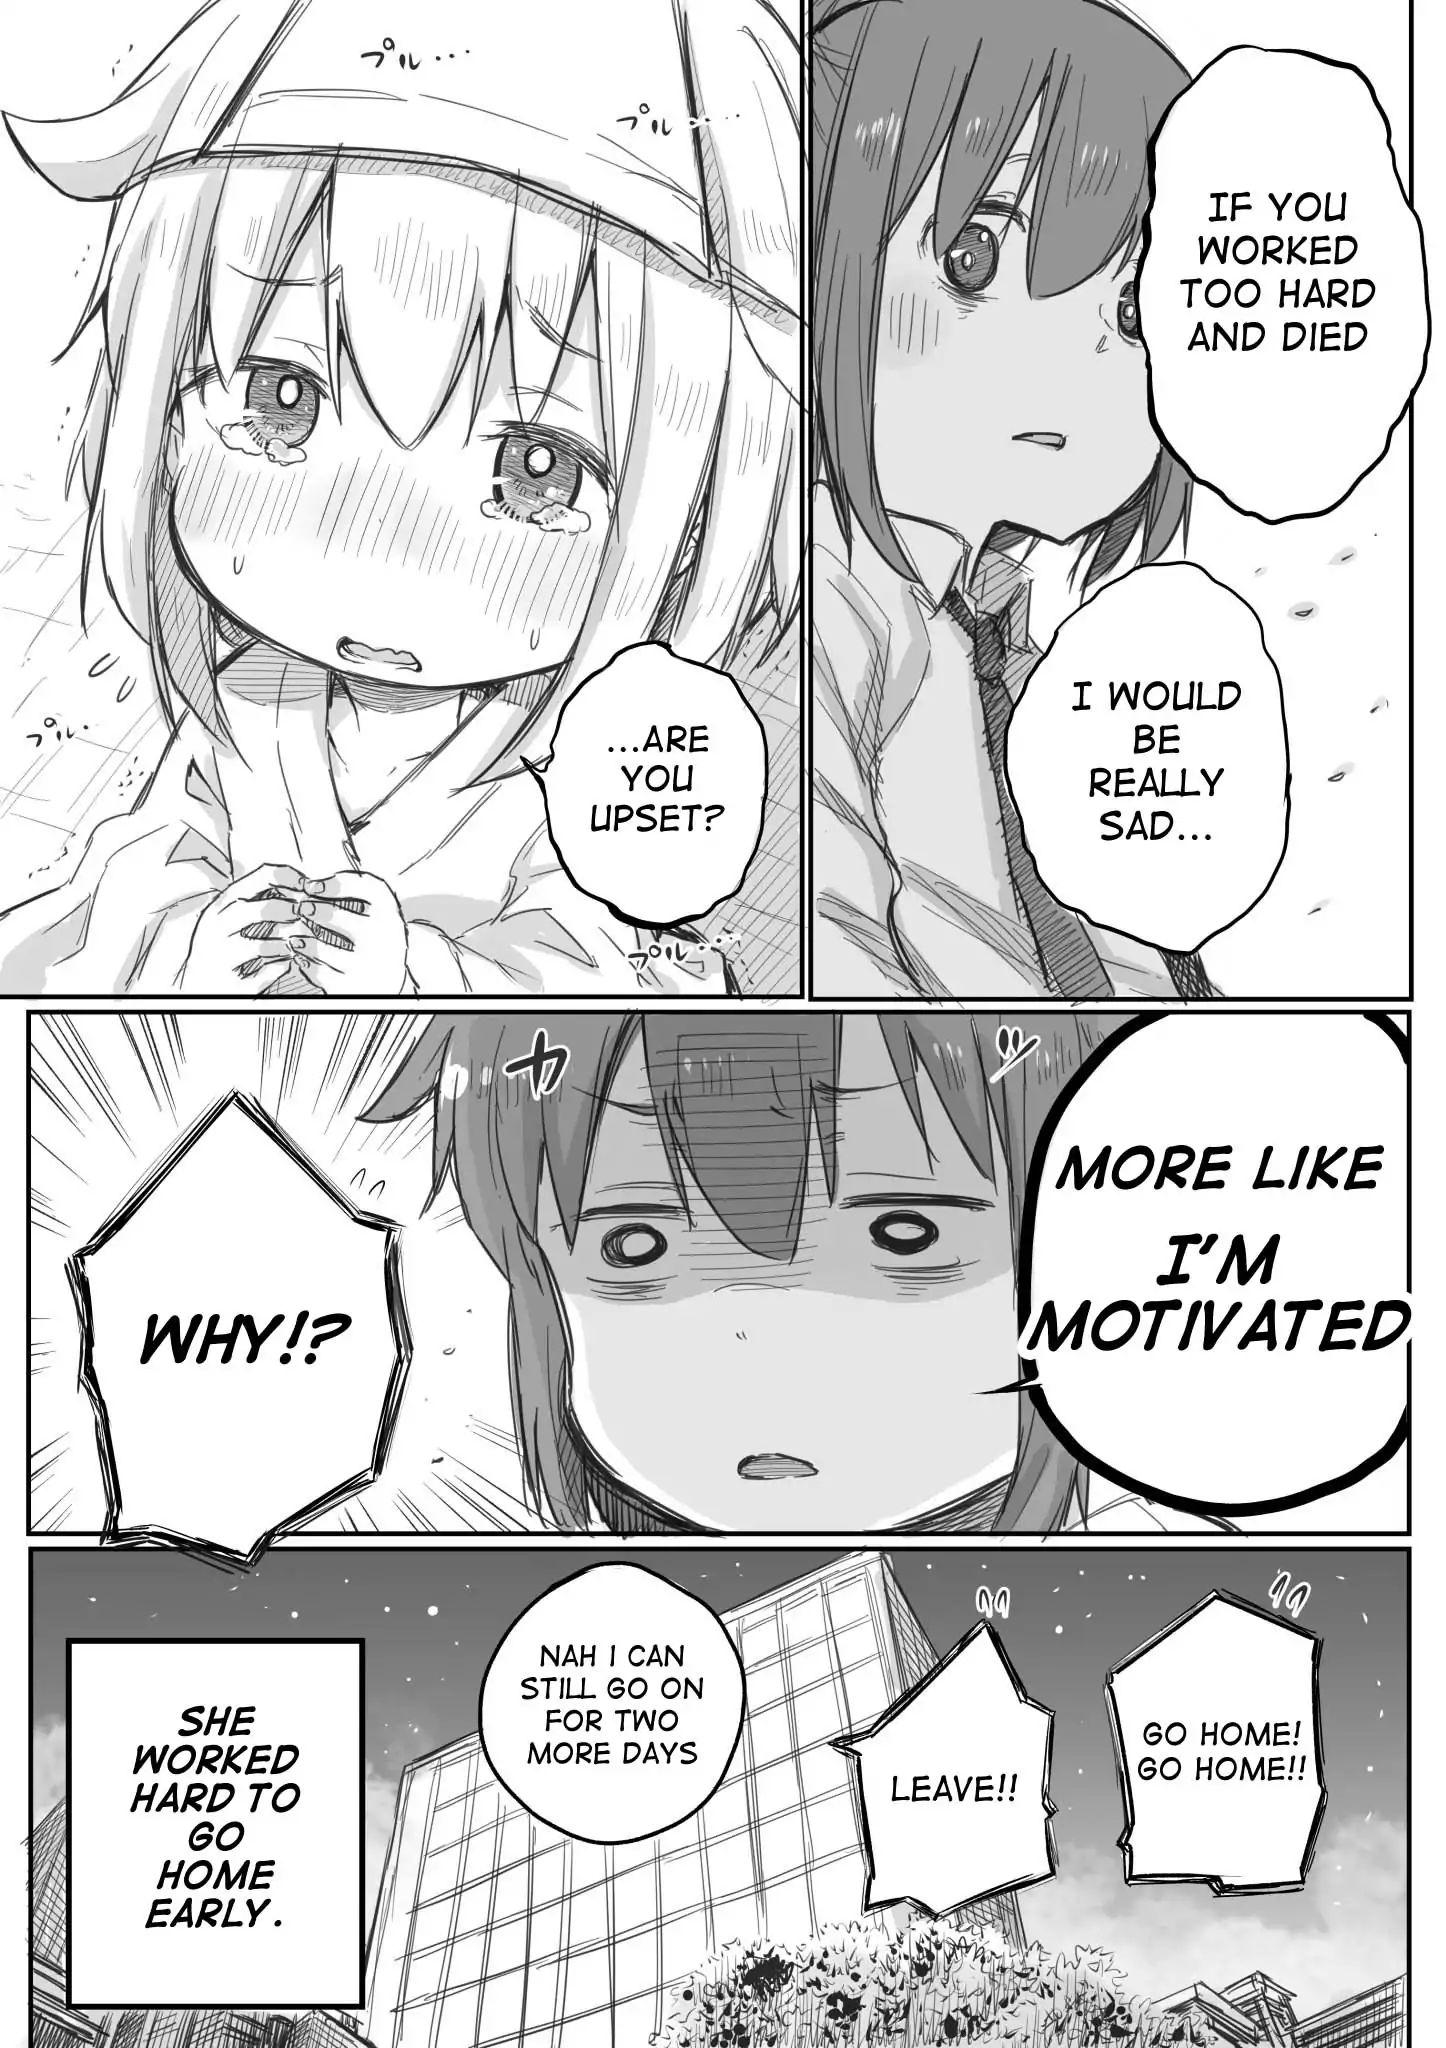 IF YOU
WORKED
TOO HARD
AND DIED
I WOULD
BE
REALLY
SAD...
プル...
プル...
プル...
プル...
...ARE
YOU
UPSET?
MORE LIKE
I'M
MOTIVATED
カッ
WHY!?
GO HOME!
GO HOME!!
LEAVE!!
NAH I CAN
STILL GO ON
FOR TWO
MORE DAYS
SHE
WORKED
HARD TO
GO
HOME
EARLY.